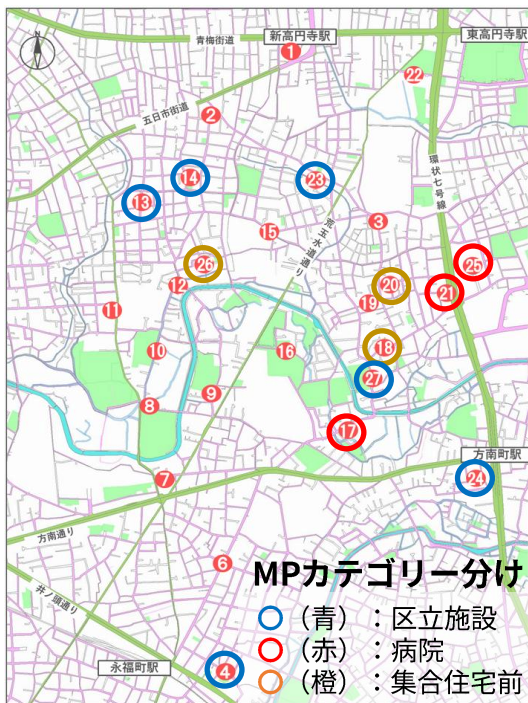 N
青梅街道
新高円寺駅
東高円寺駅
1
22
2
五日市街道
環状七号線
14
23
13
3
荒玉水道通り
15
26
25
20
21
12
19
11
18
10
16
27
8
9
17
方南町駅
7
24
方南通り
6
井ノ頭通り
永福町駅
4
MPカテゴリー分け
(青):区立施設
(赤):病院
(橙):集合住宅前